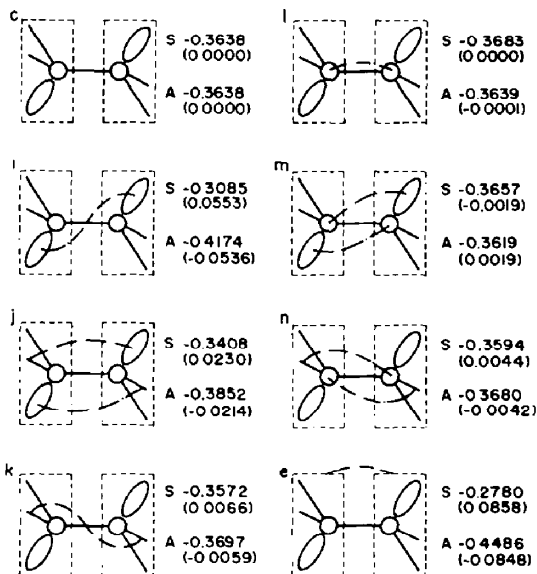 c
S -0.3638
(0.0000)
A -0.3638
(0.0000)
l
S -0.3683
(0.0000)
A -0.3639
(-0.0001)
i
S -0.3085
(0.0553)
A -0.4174
(-0.0536)
m
S -0.3657
(-0.0019)
A -0.3619
(0.0019)
j
S -0.3408
(0.0230)
A -0.3852
(-0.0214)
n
S -0.3594
(0.0044)
A -0.3680
(-0.0042)
k
S -0.3572
(0.0066)
A -0.3697
(-0.0059)
e
S -0.2780
(0.0858)
A -0.4486
(-0.0848)